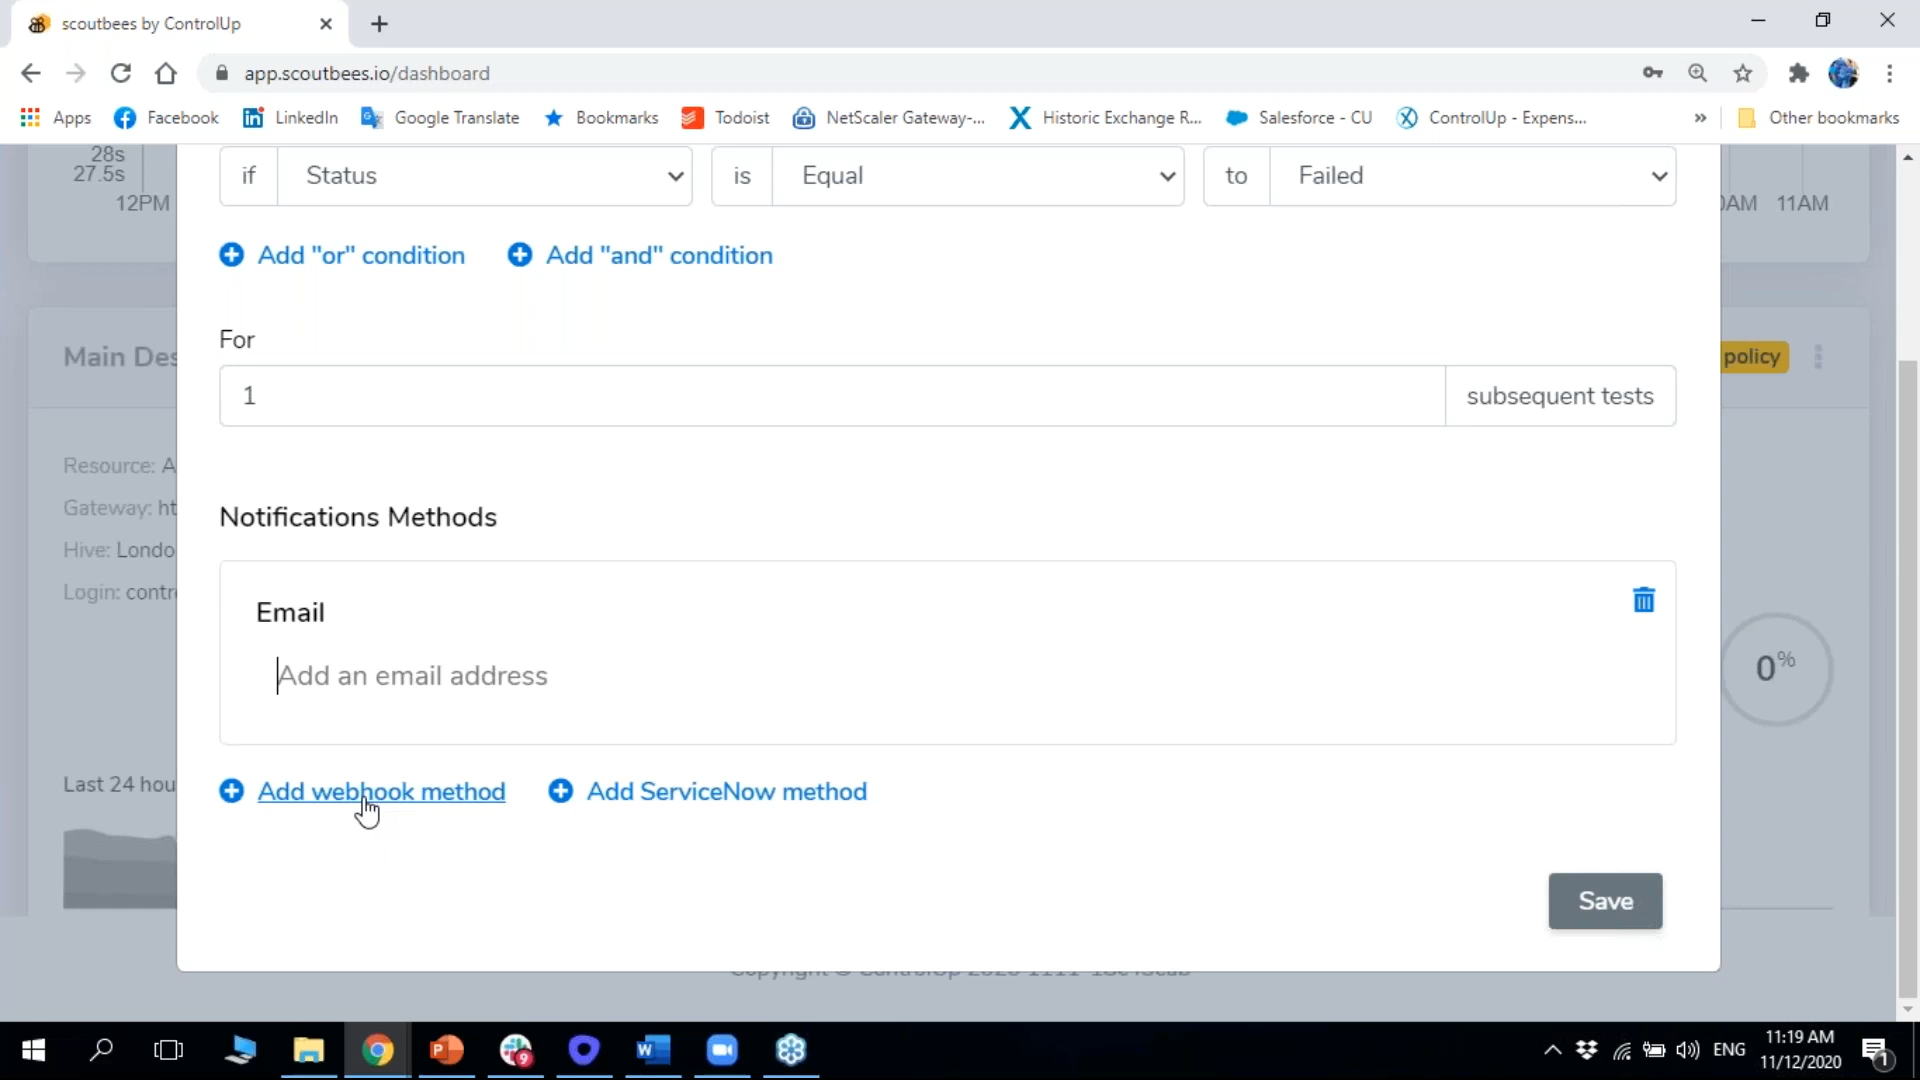 scoutbees by ControlUp
app.scoutbees.io/dashboard
Apps Facebook LinkedIn Google Translate Bookmarks Todoist NetScaler Gateway-... Historic Exchange R... Salesforce - CU ControlUp - Expens... » Other bookmarks
28s
27.5s
12PM
11AM
if Status is Equal to Failed
Add "or" condition Add "and" condition
For
1 subsequent tests
Main Des
policy
Resource: A
Gateway: ht
Hive: Londo
Login: contr
Notifications Methods
Email
Add an email address
0%
Last 24 hou
Add webhook method Add ServiceNow method
Save
ENG
11:19 AM
11/12/2020
9
1